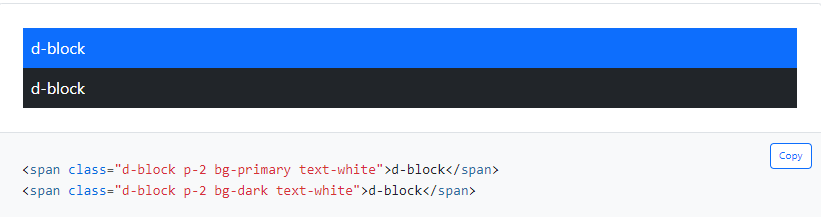 d-block
d-block
Copy
<span class="d-block p-2 bg-primary text-white">d-block</span>
<span class="d-block p-2 bg-dark text-white">d-block</span>